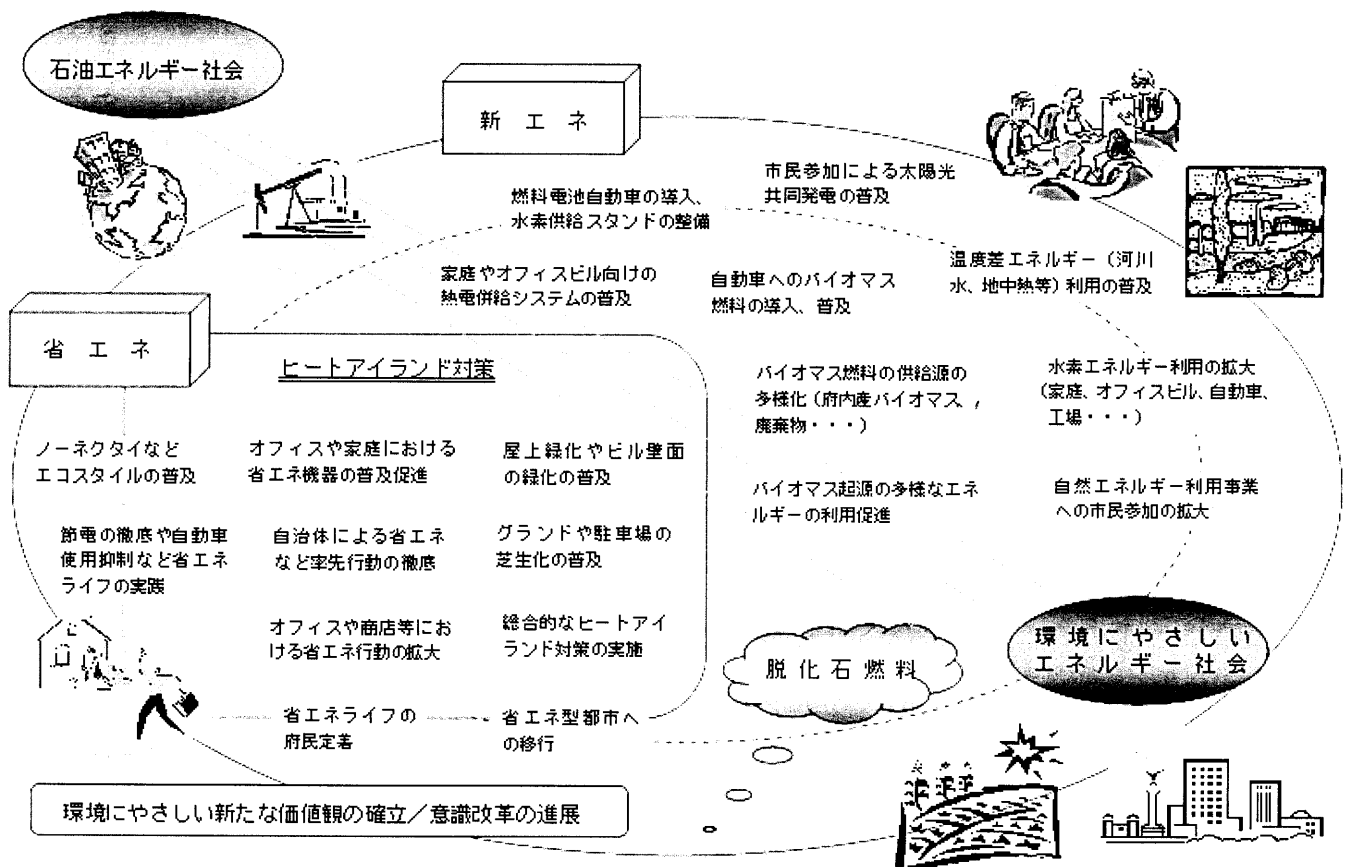 石油エネルギー社会
新エネ
燃料電池自動車の導入、
水素供給スタンドの整備
市民参加による太陽光
共同発電の普及
家庭やオフィスビル向けの
熱電併給システムの普及
自動車へのバイオマス
燃料の導入、普及
温度差エネルギー（河川
水、地中熱等）利用の普及
省エネ
ヒートアイランド対策
バイオマス燃料の供給源の
多様化（府内産バイオマス、
廃棄物・・・）
水素エネルギー利用の拡大
（家庭、オフィスビル、自動車、
工場・・・）
ノーネクタイなど
エコスタイルの普及
オフィスや家庭における
省エネ機器の普及促進
屋上緑化やビル壁面
の緑化の普及
バイオマス起源の多様なエネ
ルギーの利用促進
自然エネルギー利用事業
への市民参加の拡大
節電の徹底や自動車
使用抑制など省エネ
ライフの実践
自治体による省エネ
など率先行動の徹底
グランドや駐車場の
芝生化の普及
オフィスや商店等にお
ける省エネ行動の拡大
総合的なヒートアイ
ランド対策の実施
脱化石燃料
環境にやさしい
エネルギー社会
省エネライフの
府民定着
省エネ型都市へ
の移行
環境にやさしい新たな価値観の確立／意識改革の進展